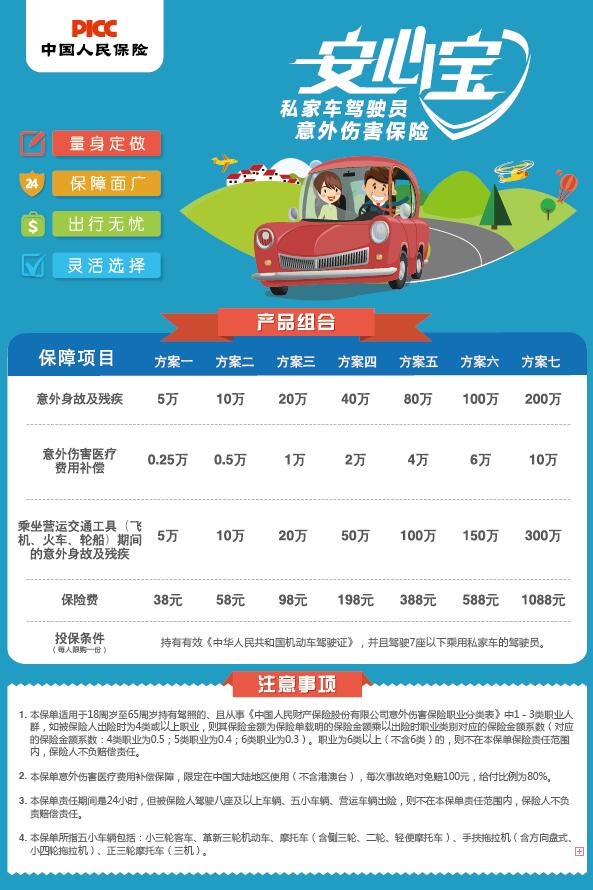 PICC
中国人民保险
安心宝
私家车驾驶员
意外伤害保险
量身定做
24
保障面广
$
出行无忧
灵活选择
产品组合
保障项目 方案一 方案二 方案三 方案四 方案五 方案六 方案七
意外身故及残疾 5万 10万 20万 40万 80万 100万 200万
意外伤害医疗
费用补偿 0.25万 0.5万 1万 2万 4万 6万 10万
乘坐营运交通工具（飞
机、火车、轮船）期间
的意外身故及残疾 5万 10万 20万 50万 100万 150万 300万
保险费 38元 58元 98元 198元 388元 588元 1088元
投保条件
（每人限购一份） 持有有效《中华人民共和国机动车驾驶证》，并且驾驶7座以下乘用私家车的驾驶员。
注意事项
1. 本保单适用于18周岁至65周岁持有驾照的、且从事《中国人民财产保险股份有限公司意外伤害保险职业分类表》中1－3类职业人
群，如被保险人出险时为4类或以上职业，则其保险金额为保险单载明的保险金额乘以出险时职业类别对应的保险金额系数（对应
的保险金额系数：4类职业为0.5；5类职业为0.4；6类职业为0.3）。职业为6类以上（不含6类）的，则不在本保单保险责任范围
内，保险人不负赔偿责任。
2. 本保单意外伤害医疗费用补偿保障，限定在中国大陆地区使用（不含港澳台），每次事故绝对免赔100元，给付比例为80%。
3. 本保单责任期间是24小时，但被保险人驾驶八座及以上车辆、五小车辆、营运车辆出险，则不在本保单责任范围内，保险人不负
责赔偿责任。
4. 本保单所指五小车辆包括：小三轮客车、革新三轮机动车、摩托车（含侧三轮、二轮、轻便摩托车）、手扶拖拉机（含方向盘式、
小四轮拖拉机）、正三轮摩托车（三机）。